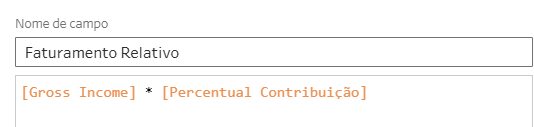 Nome de campo
Faturamento Relativo
[Gross Income] * [Percentual Contribuição]